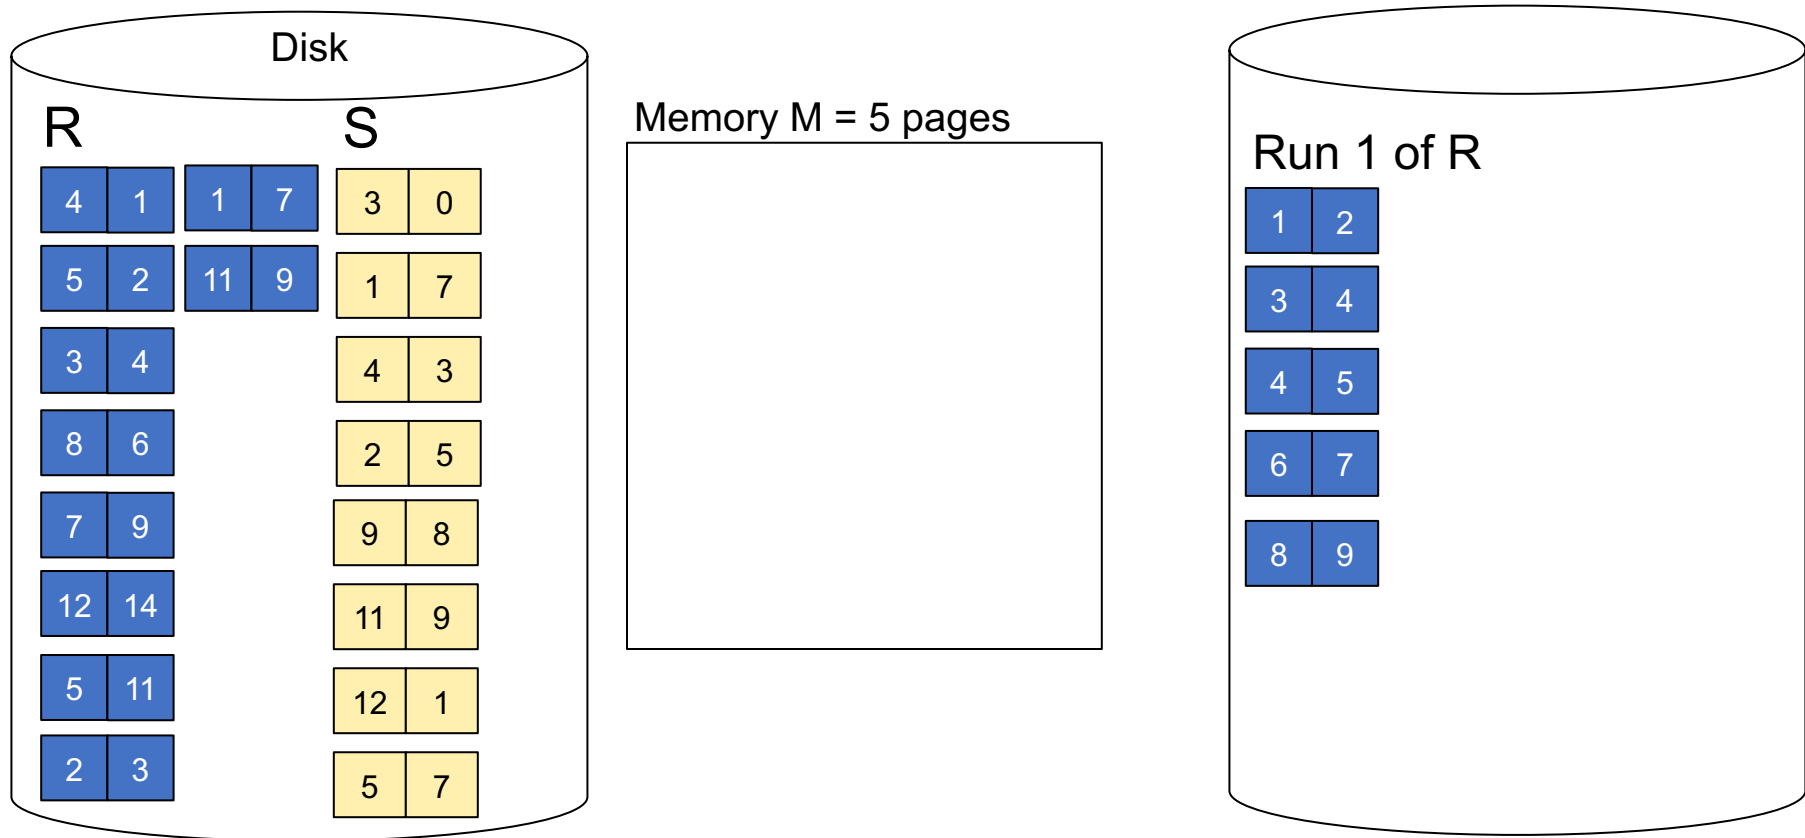 Disk
Memory M = 5 pages
R S
Run 1 of R
4 1 1 7 3 0
1 2
5 2 11 9 1 7
3 4
3 4 4 3
4 5
8 6 2 5
6 7
7 9 9 8
8 9
12 14 11 9
5 11 12 1
2 3 5 7